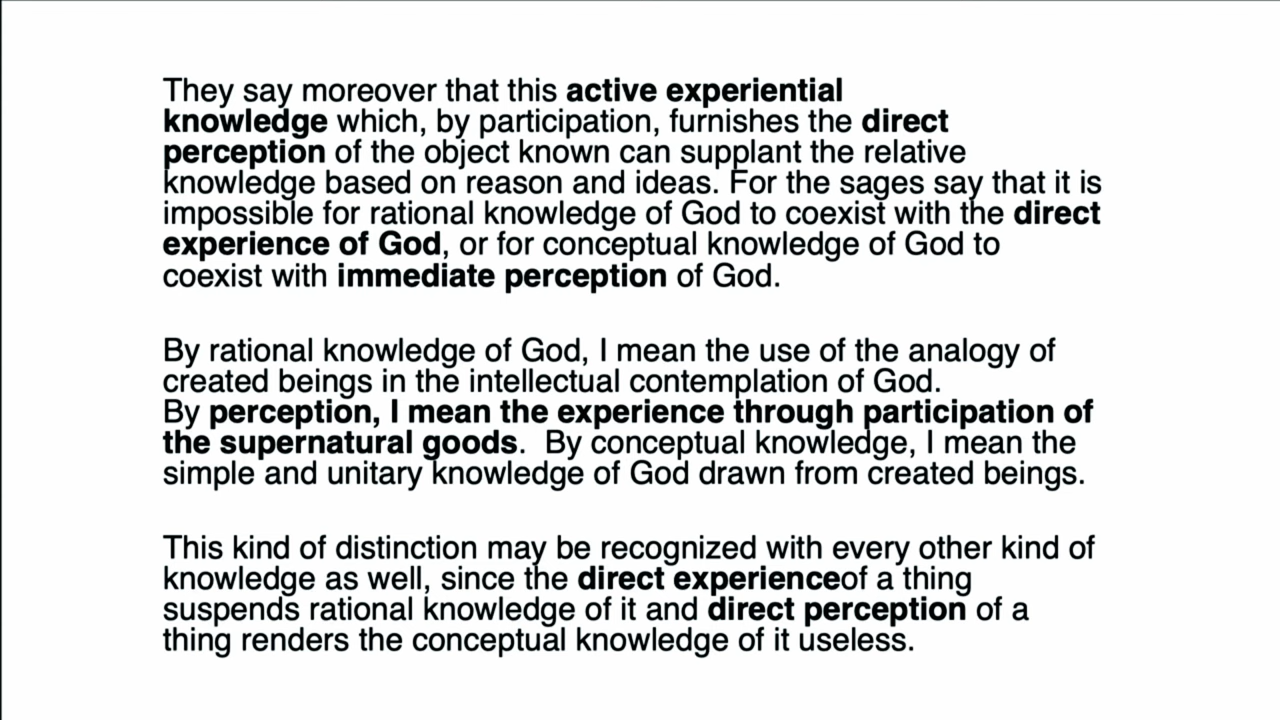 They say moreover that this active experiential
knowledge which, by participation, furnishes the direct
perception of the object known can supplant the relative
knowledge based on reason and ideas. For the sages say that it is
impossible for rational knowledge of God to coexist with the direct
experience of God, or for conceptual knowledge of God to
coexist with immediate perception of God.
By rational knowledge of God, I mean the use of the analogy of
created beings in the intellectual contemplation of God.
By perception, I mean the experience through participation of
the supernatural goods.  By conceptual knowledge, I mean the
simple and unitary knowledge of God drawn from created beings.
This kind of distinction may be recognized with every other kind of
knowledge as well, since the direct experienceof a thing
suspends rational knowledge of it and direct perception of a
thing renders the conceptual knowledge of it useless.